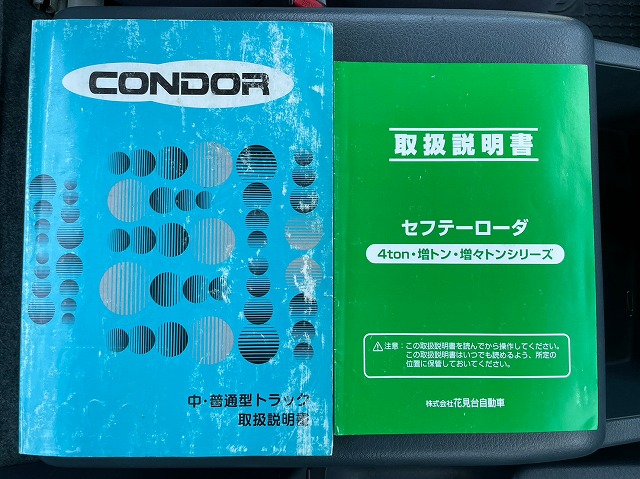 CONDOR
中・普通型トラック
取扱説明書
取扱説明書
セフテーローダ
4ton・増トン・増々トンシリーズ
注意：この取扱説明書を読んでから操作してください。
この取扱説明書はいつでも読めるよう、所定の
位置に保管しておいてください。
株式会社花見台自動車